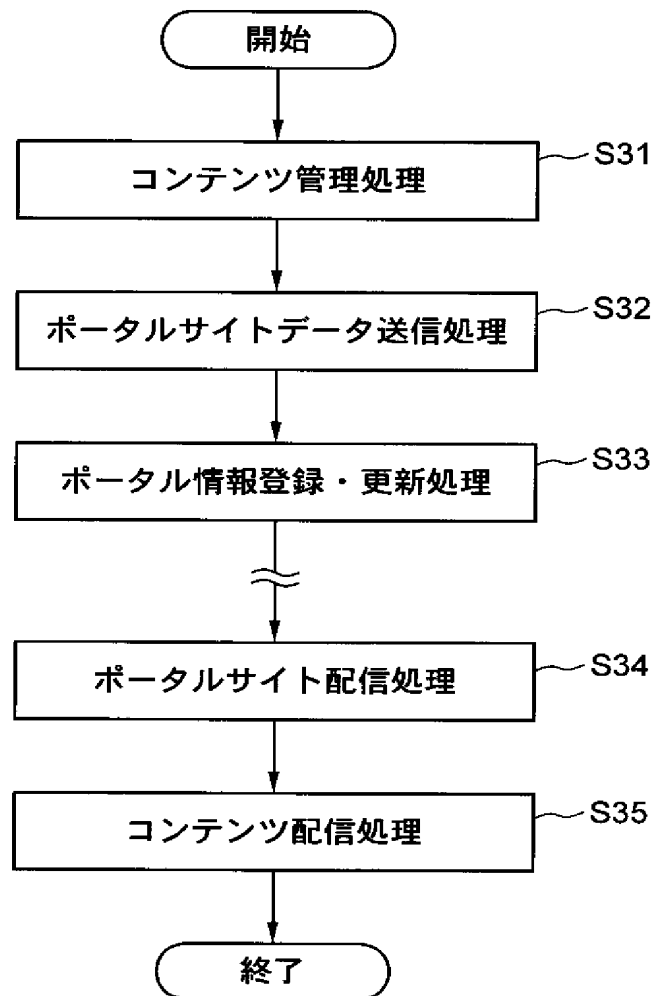 開始
コンテンツ管理処理
S31
ポータルサイトデータ送信処理
S32
ポータル情報登録・更新処理
S33
ポータルサイト配信処理
S34
コンテンツ配信処理
S35
終了